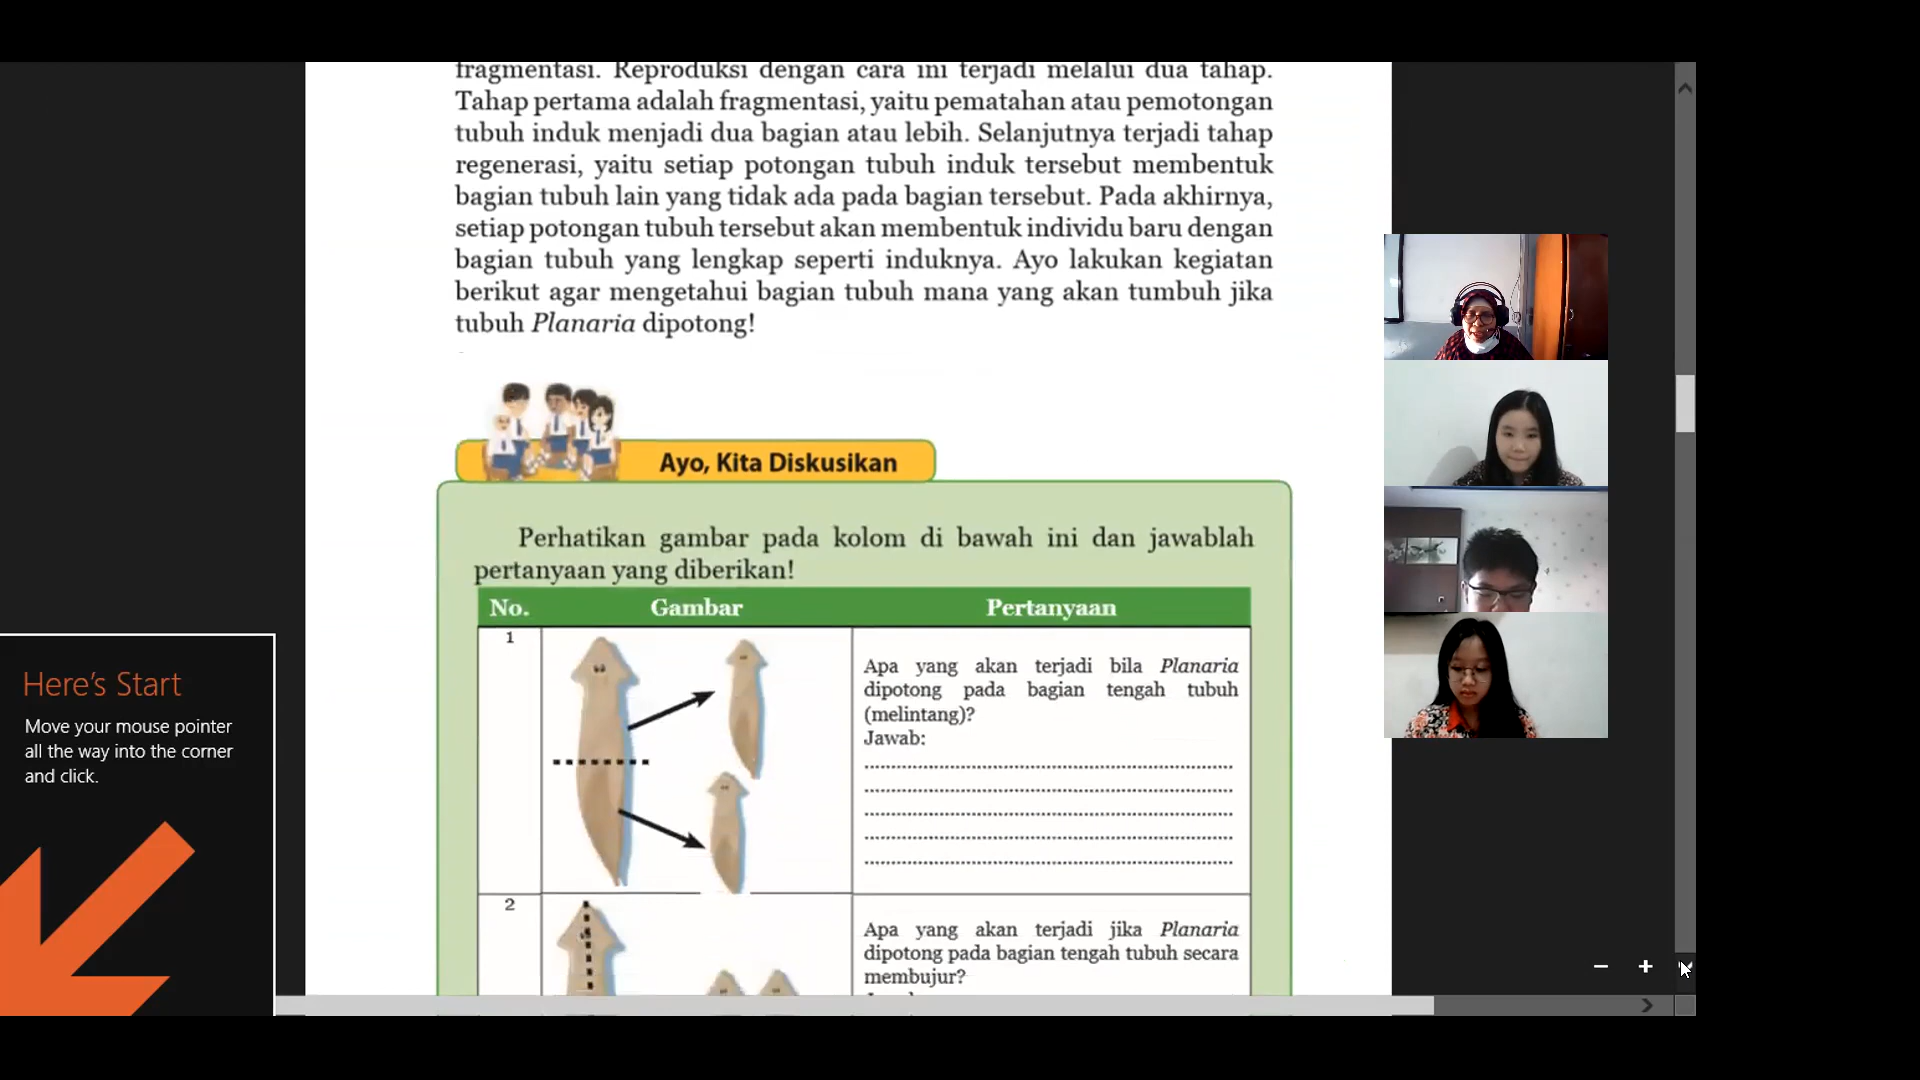 fragmentasi. Reproduksi dengan cara ini terjadi melalui dua tahap.
Tahap pertama adalah fragmentasi, yaitu pematahan atau pemotongan
tubuh induk menjadi dua bagian atau lebih. Selanjutnya terjadi tahap
regenerasi, yaitu setiap potongan tubuh induk tersebut membentuk
bagian tubuh lain yang tidak ada pada bagian tersebut. Pada akhirnya,
setiap potongan tubuh tersebut akan membentuk individu baru dengan
bagian tubuh yang lengkap seperti induknya. Ayo lakukan kegiatan
berikut agar mengetahui bagian tubuh mana yang akan tumbuh jika
tubuh Planaria dipotong!
Ayo, Kita Diskusikan
Perhatikan gambar pada kolom di bawah ini dan jawablah
pertanyaan yang diberikan!
No. Gambar Pertanyaan
1
Apa yang akan terjadi bila Planaria
dipotong pada bagian tengah tubuh
(melintang)?
Jawab:
2
Apa yang akan terjadi jika Planaria
dipotong pada bagian tengah tubuh secara
membujur?
Here's Start
Move your mouse pointer
all the way into the corner
and click.